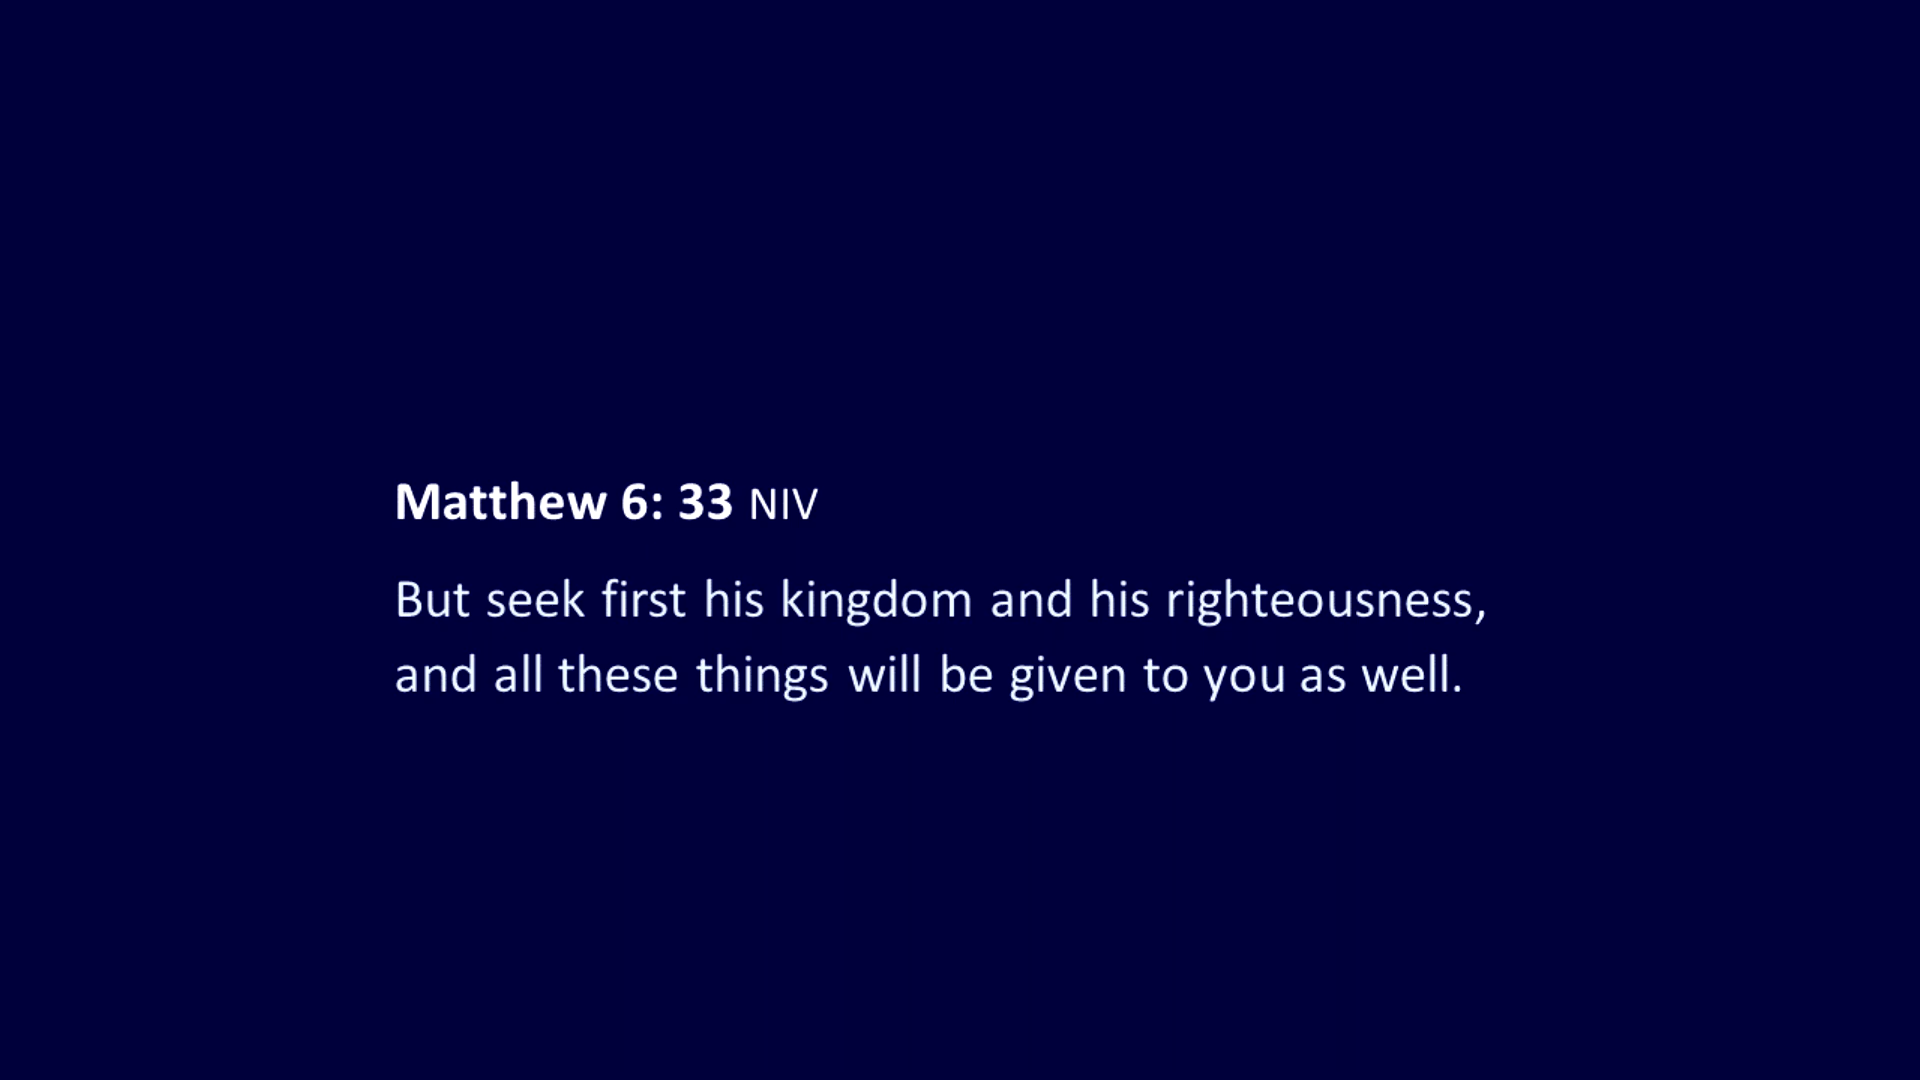 Matthew 6: 33 NIV
But seek first his kingdom and his righteousness,
and all these things will be given to you as well.